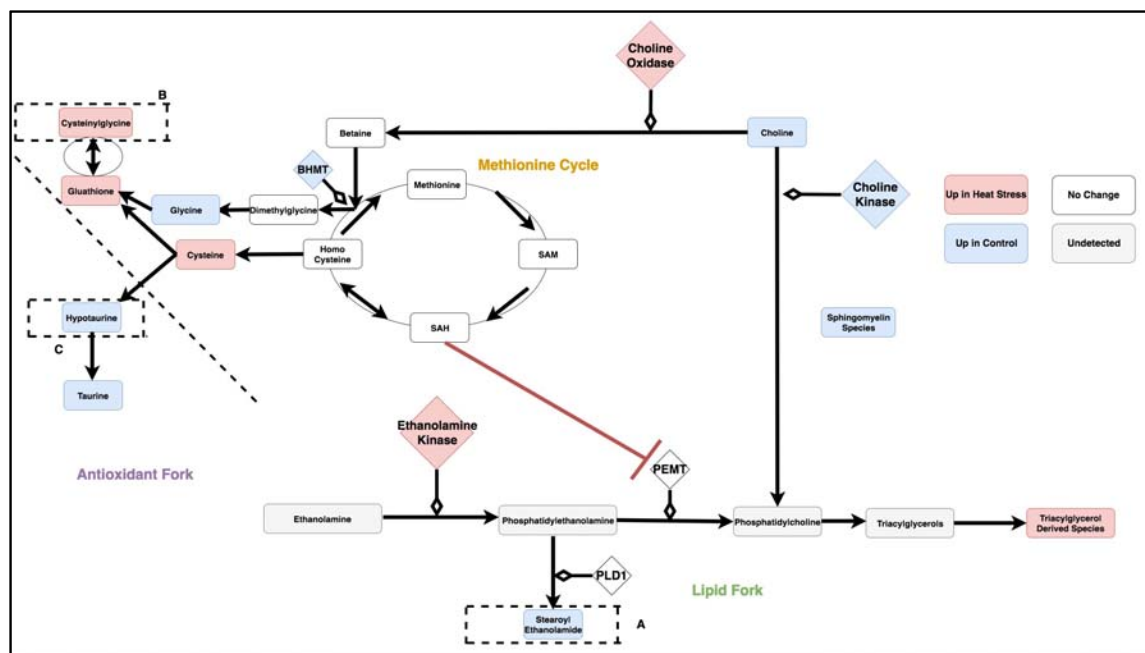 Choline
Oxidase
B
Cysteinylglycine
Betaine
Choline
BHMT
Methionine Cycle
Methionine
Gluathione
Glycine
Dimethylglycine
Choline
Kinase
Up in Heat Stress
No Change
Up in Control
Undetected
Cysteine
Homo
Cysteine
SAM
Hypotaurine
SAH
Sphingomyelin
Species
C
Taurine
Ethanolamine
Kinase
Antioxidant Fork
PEMT
Ethanolamine
Phosphatidylethanolamine
Phosphatidylcholine
Triacylglycerols
Triacylglycerol
Derived Species
PLD1
Lipid Fork
Stearoyl
Ethanolamide
A